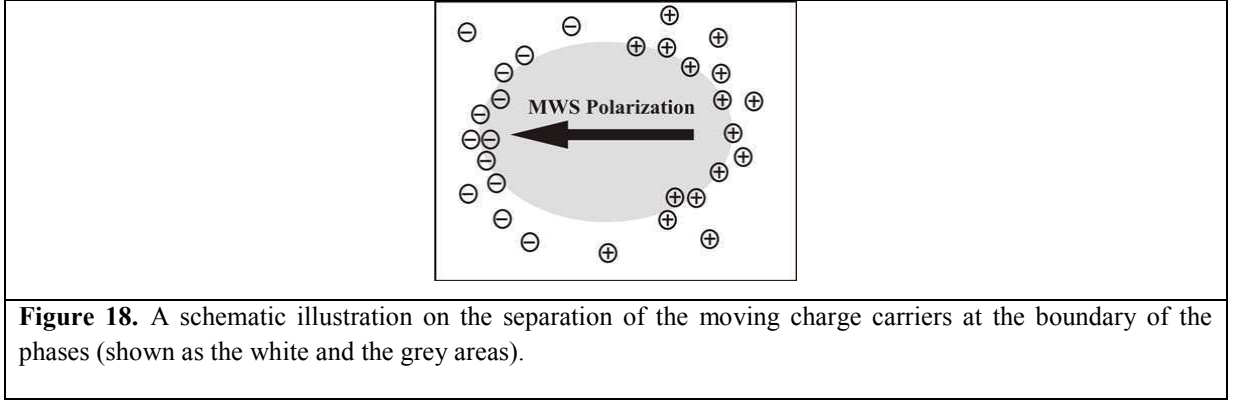 MWS Polarization
Figure 18. A schematic illustration on the separation of the moving charge carriers at the boundary of the
phases (shown as the white and the grey areas).